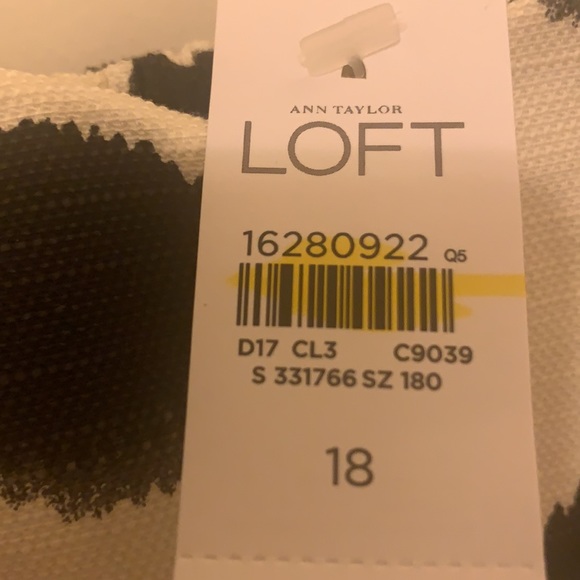 ANN TAYLOR
LOFT
16280922 Q5
D17 CL3 C9039
S 331766 SZ 180
18